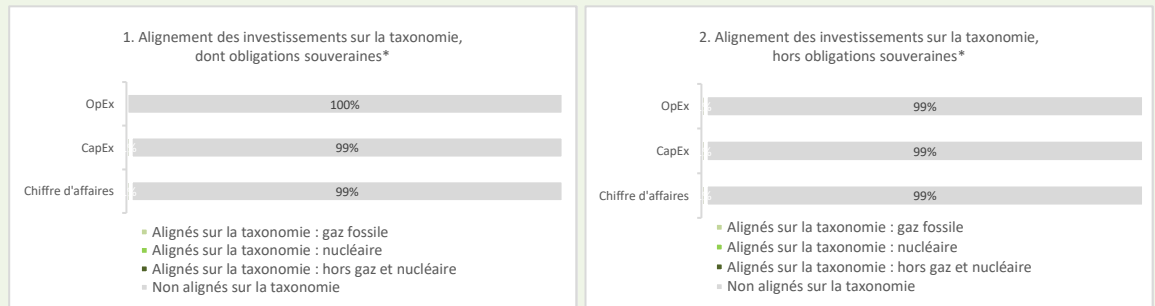 1. Alignement des investissements sur la taxonomie,
dont obligations souveraines*
OpEx
100%
CapEx
99%
Chiffre d'affaires
99%
▪ Alignés sur la taxonomie : gaz fossile
▪ Alignés sur la taxonomie : nucléaire
▪ Alignés sur la taxonomie : hors gaz et nucléaire
▪ Non alignés sur la taxonomie
2. Alignement des investissements sur la taxonomie,
hors obligations souveraines*
OpEx
99%
CapEx
99%
Chiffre d'affaires
99%
▪ Alignés sur la taxonomie : gaz fossile
▪ Alignés sur la taxonomie : nucléaire
▪ Alignés sur la taxonomie : hors gaz et nucléaire
▪ Non alignés sur la taxonomie